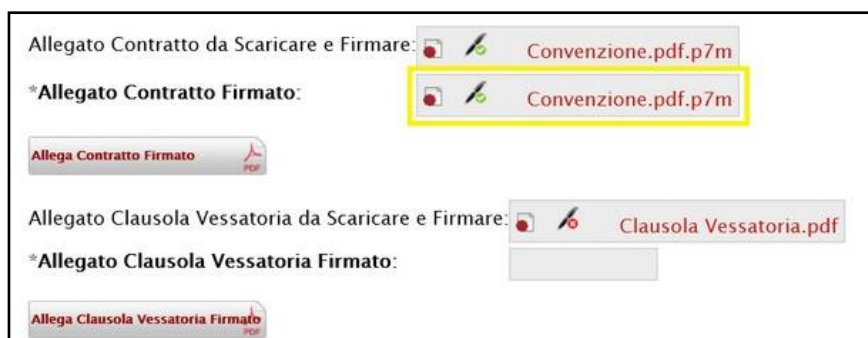 Allegato Contratto da Scaricare e Firmare: Convenzione.pdf.p7m
*Allegato Contratto Firmato: Convenzione.pdf.p7m
Allega Contratto Firmato PDF
Allegato Clausola Vessatoria da Scaricare e Firmare: Clausola Vessatoria.pdf
*Allegato Clausola Vessatoria Firmato:
Allega Clausola Vessatoria Firmato PDF